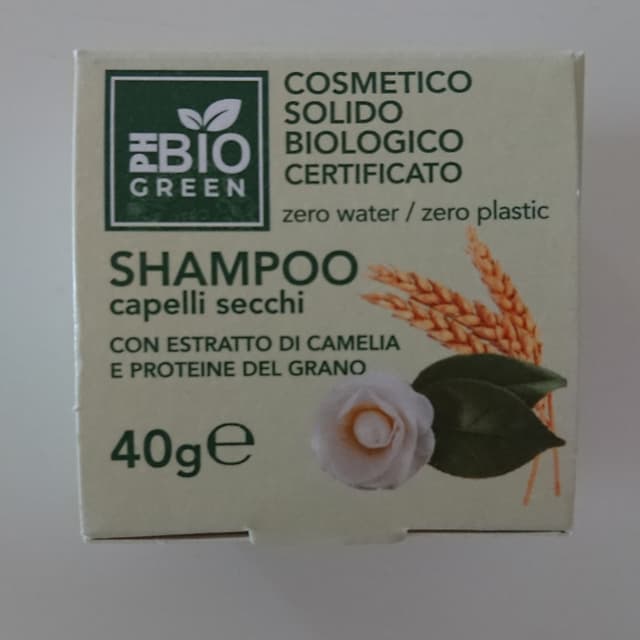 PH BIO
GREEN
COSMETICO
SOLIDO
BIOLOGICO
CERTIFICATO
zero water / zero plastic
SHAMPOO
capelli secchi
CON ESTRATTO DI CAMELIA
E PROTEINE DEL GRANO
40g℮